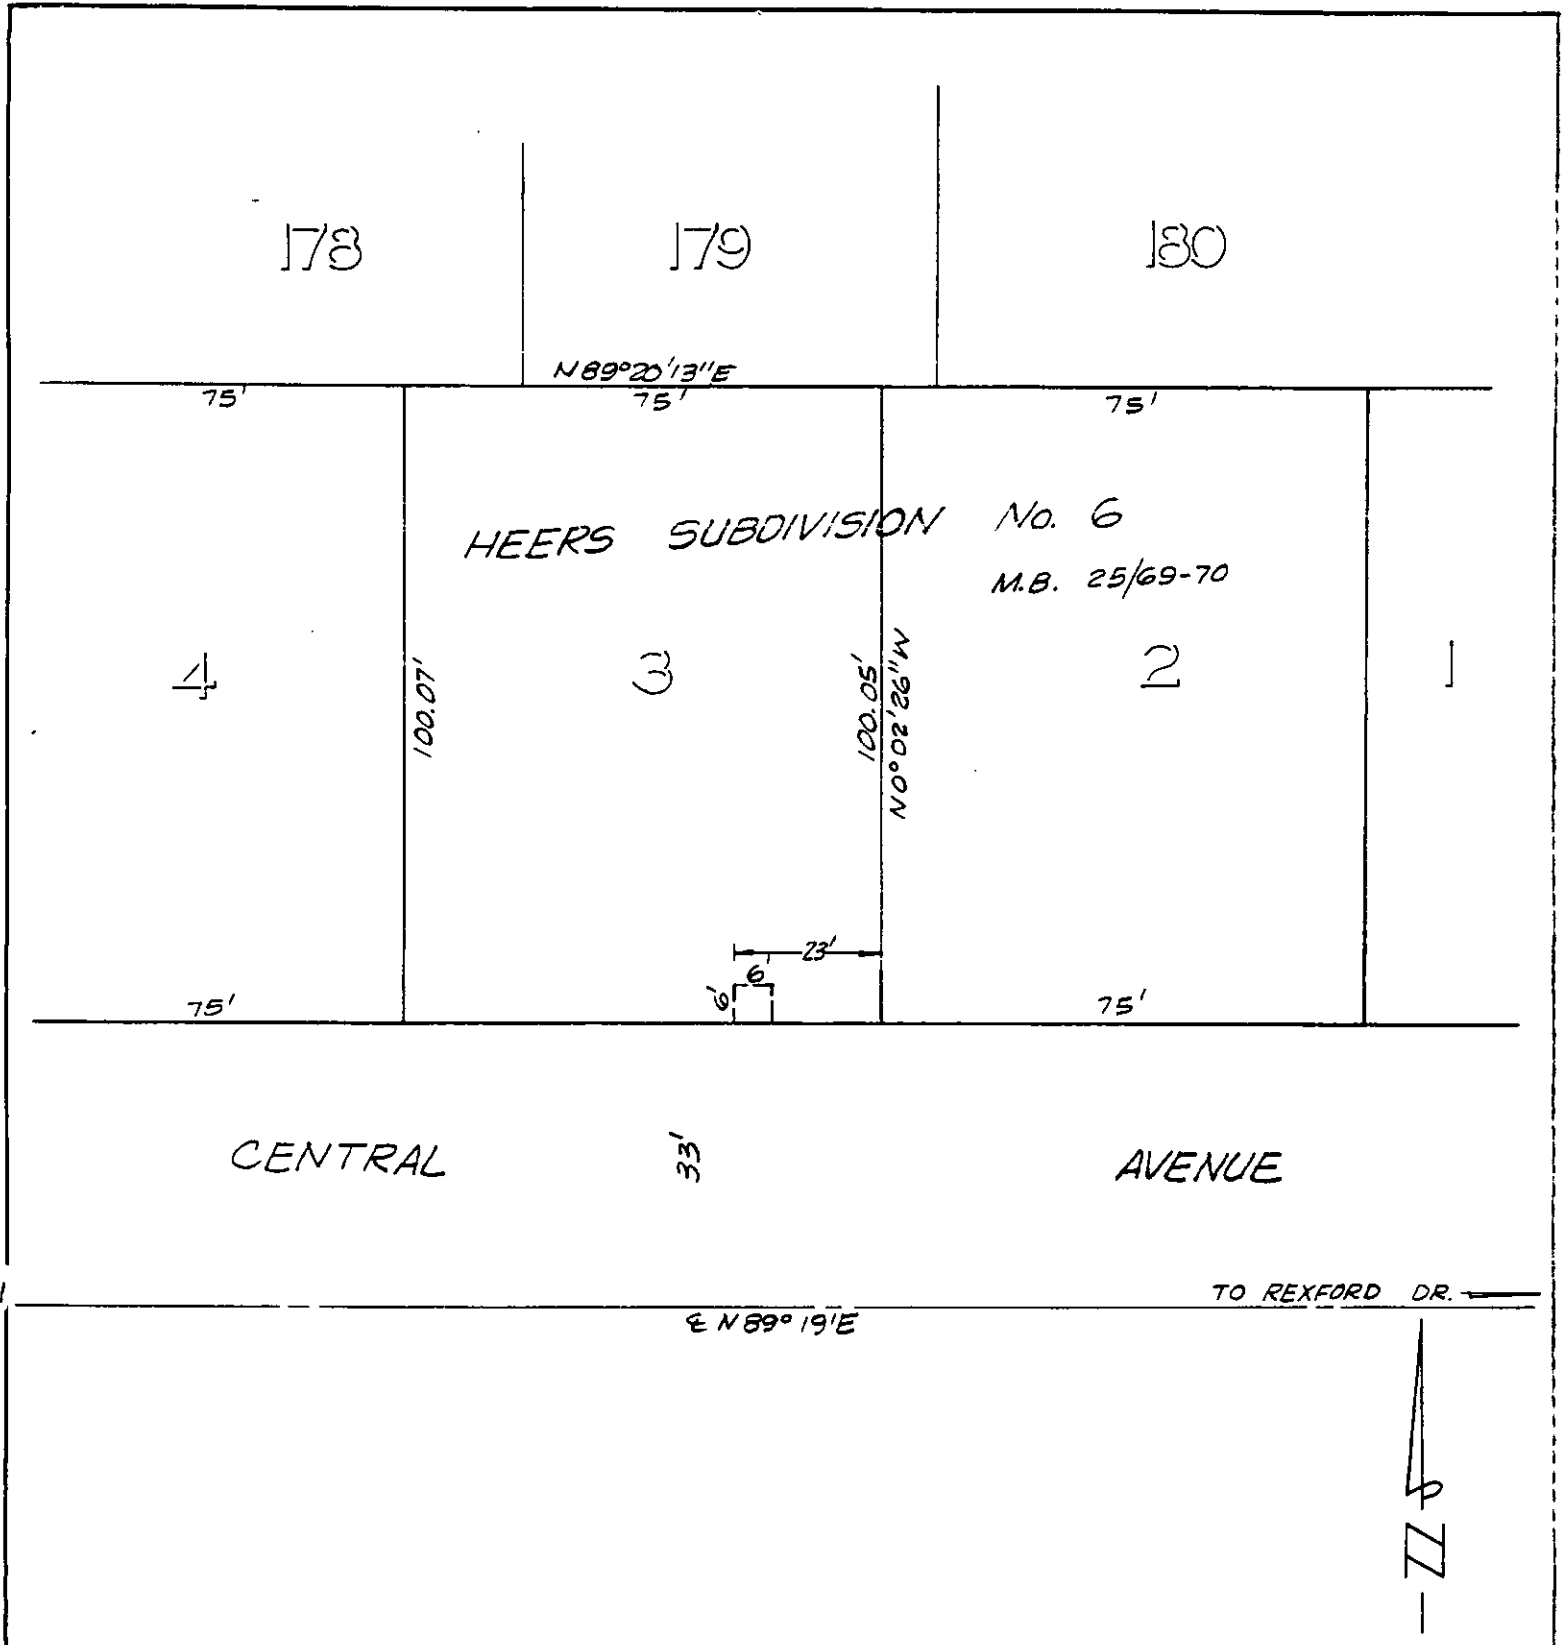 178 179 180
N89°20'13"E
75' 75' 75'
HEERS SUBDIVISION No. 6
M.B. 25/69-70
4 3 2 1
100.07'
100.05'
N0°02'26"W
23'
6'
6'
75' 75'
CENTRAL 33' AVENUE
TO REXFORD DR.
℄ N89°19'E
N